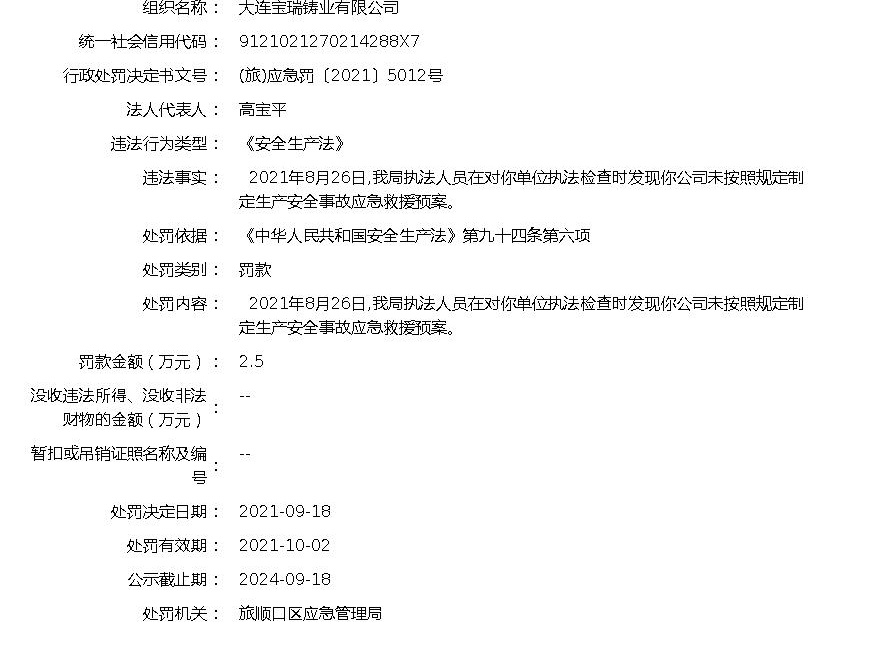 组织名称： 大连宝瑞铸业有限公司
统一社会信用代码： 9121021270214288X7
行政处罚决定书文号： (旅)应急罚〔2021〕5012号
法人代表人： 高宝平
违法行为类型： 《安全生产法》
违法事实： 2021年8月26日,我局执法人员在对你单位执法检查时发现你公司未按照规定制
定生产安全事故应急救援预案。
处罚依据： 《中华人民共和国安全生产法》第九十四条第六项
处罚类别： 罚款
处罚内容： 2021年8月26日,我局执法人员在对你单位执法检查时发现你公司未按照规定制
定生产安全事故应急救援预案。
罚款金额（万元）： 2.5
没收违法所得、没收非法
财物的金额（万元）： --
暂扣或吊销证照名称及编
号： --
处罚决定日期： 2021-09-18
处罚有效期： 2021-10-02
公示截止期： 2024-09-18
处罚机关： 旅顺口区应急管理局